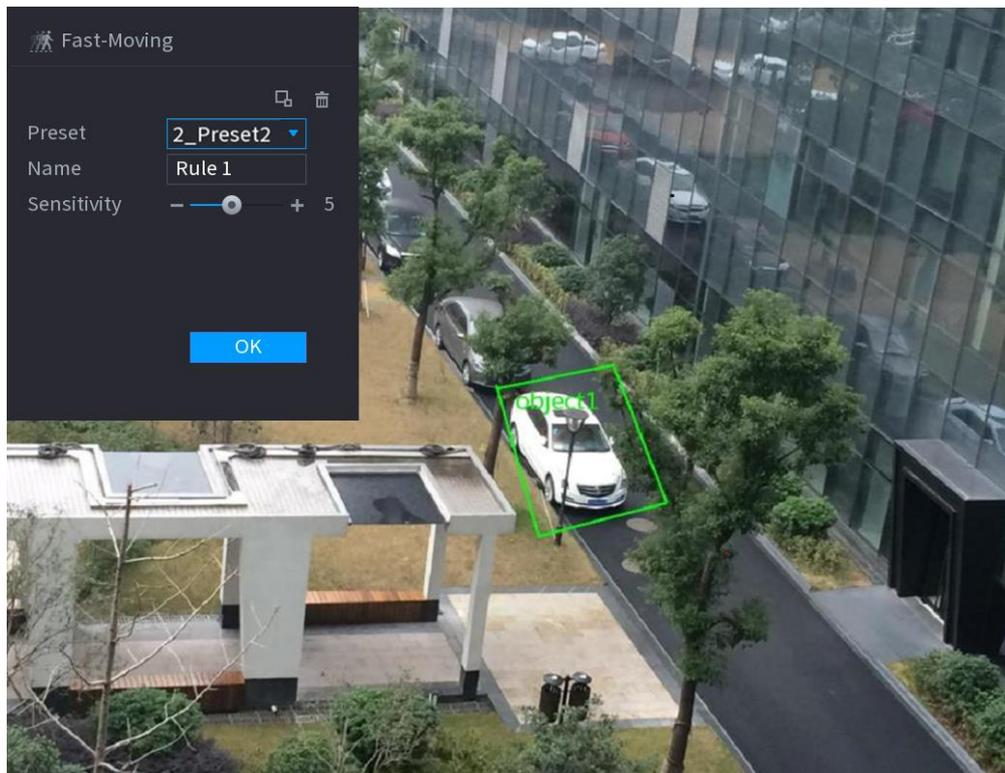 Fast-Moving
Preset 2_Preset2
Name Rule 1
Sensitivity − + 5
OK
object1